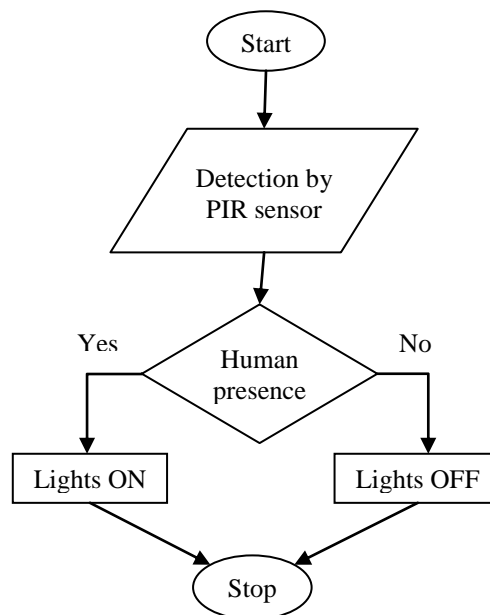 Start
Detection by
PIR sensor
Yes
No
Human
presence
Lights ON
Lights OFF
Stop